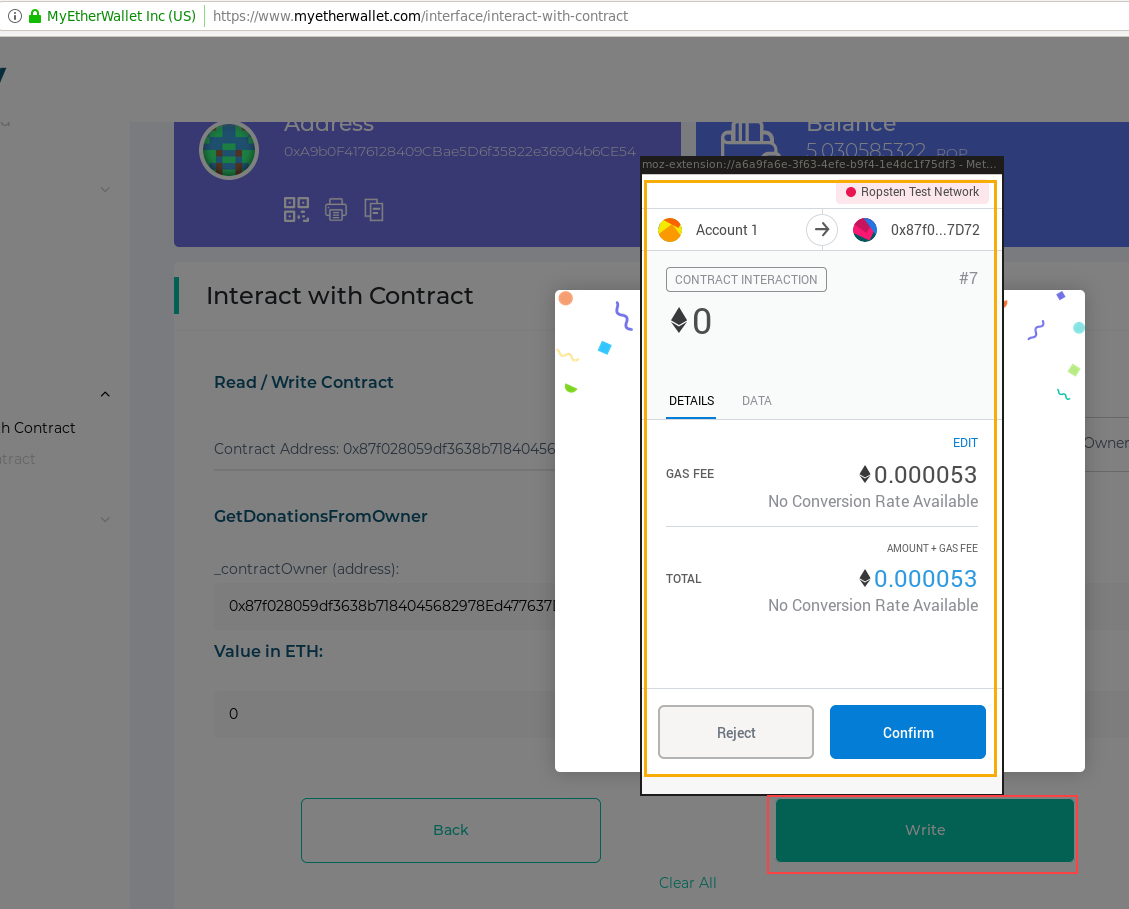 MyEtherWallet Inc (US) https://www.myetherwallet.com/interface/interact-with-contract
Address
0xA9b0F4176128409CBae5D6f35822e36904b6CE54
Balance
5.030585322 ROP
moz-extension://a6a9fa6e-3f63-4efe-b9f4-1e4dc1f75df3 - Met...
Ropsten Test Network
Account 1
0x87f0...7D72
CONTRACT INTERACTION
#7
0
DETAILS DATA
EDIT
GAS FEE
0.000053
No Conversion Rate Available
AMOUNT + GAS FEE
TOTAL
0.000053
No Conversion Rate Available
Reject Confirm
Interact with Contract
Read / Write Contract
h Contract
tract
Contract Address: 0x87f028059df3638b71840456
Owner
GetDonationsFromOwner
_contractOwner (address):
0x87f028059df3638b7184045682978Ed477637
Value in ETH:
0
Back
Write
Clear All